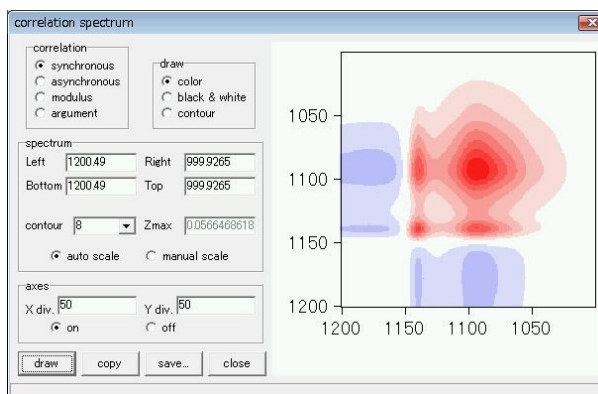 correlation spectrum
correlation
synchronous
asynchronous
modulus
argument
draw
color
black & white
contour
spectrum
Left 1200.49 Right 999.9265
Bottom 1200.49 Top 999.9265
contour 8 Zmax 0.0566468618
auto scale manual scale
axes
X div. 50 Y div. 50
on off
draw copy save... close
1050
1100
1150
1200
1200 1150 1100 1050